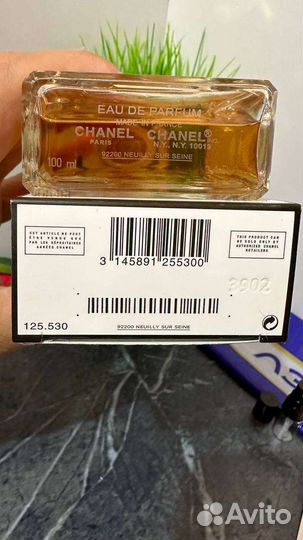 EAU DE PARFUM
MADE IN FRANCE
CHANEL CHANEL®
PARIS N.Y., N.Y. 10019
100 ml
92200 NEUILLY SUR SEINE
CET ARTICLE NE PEUT
ÊTRE VENDU QUE
PAR LES DÉPOSITAIRES
AGRÉÉS CHANEL
THIS PRODUCT CAN
BE SOLD ONLY BY
AUTHORIZED CHANEL
RETAILERS
3 145891 255300
3902
125.530
92200 NEUILLY SUR SEINE
Avito